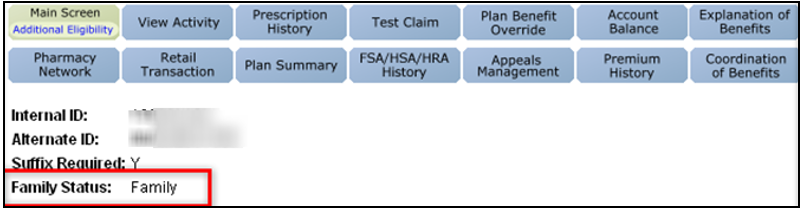 Main Screen
Additional Eligibility
View Activity
Prescription
History
Test Claim
Plan Benefit
Override
Account
Balance
Explanation of
Benefits
Pharmacy
Network
Retail
Transaction
Plan Summary
FSA/HSA/HRA
History
Appeals
Management
Premium
History
Coordination
of Benefits
Internal ID:
Alternate ID:
Suffix Required: Y
Family Status: Family